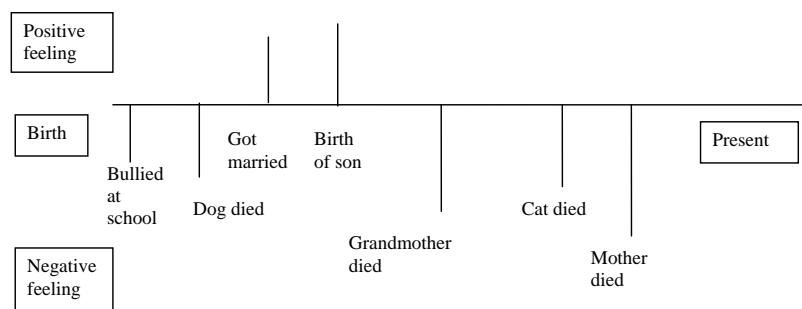 Positive
feeling
Birth
Got
married
Birth
of son
Present
Bullied
at
school
Dog died
Cat died
Grandmother
died
Mother
died
Negative
feeling